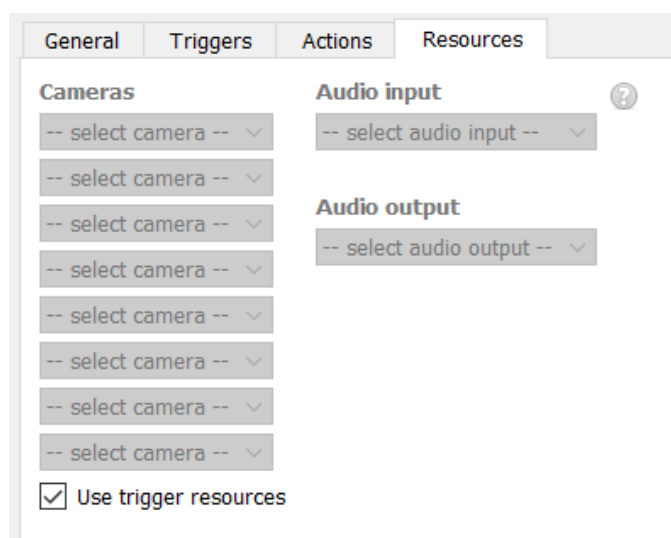 General Triggers Actions Resources
Cameras
-- select camera --
-- select camera --
-- select camera --
-- select camera --
-- select camera --
-- select camera --
-- select camera --
-- select camera --
Use trigger resources
Audio input
?
-- select audio input --
Audio output
-- select audio output --